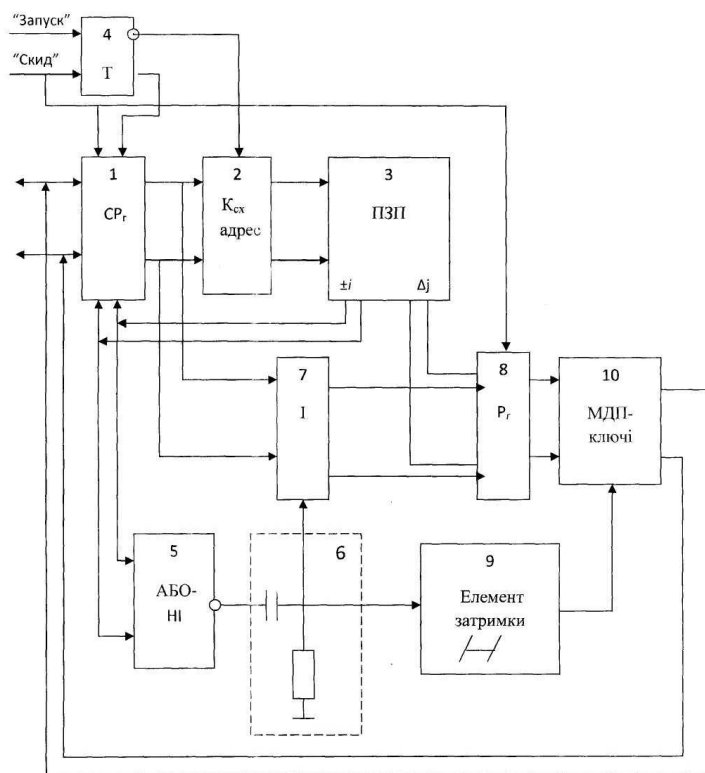 “Запуск”
4
“Скид”
Т
1
СРг
2
Ксх
адрес
3
ПЗП
±i
Δj
7
І
8
Рг
10
МДП-
ключі
5
АБО-
НІ
6
9
Елемент
затримки